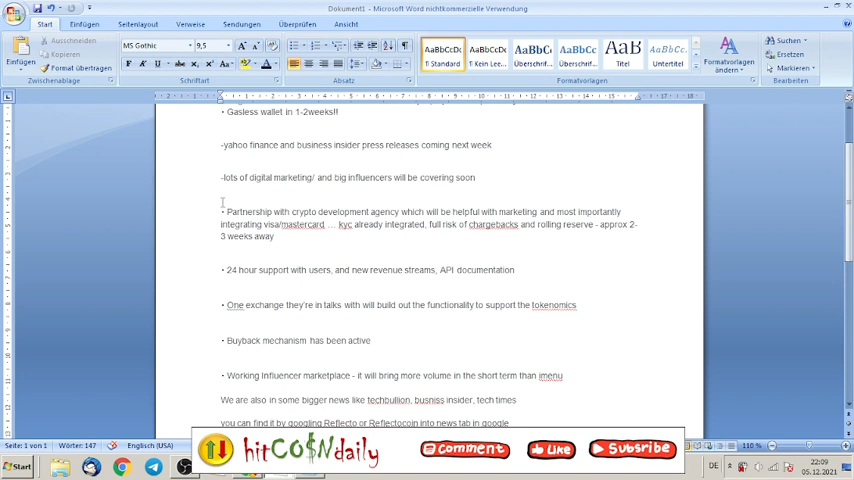 Dokument1 - Microsoft Word nichtkommerzielle Verwendung
Start Einfügen Seitenlayout Verweise Sendungen Überprüfen Ansicht
Ausschneiden
Kopieren
Format übertragen
Einfügen
Zwischenablage
MS Gothic 9,5
F K U
Schriftart
Absatz
AaBbCcDc AaBbCcDc AaBbC AaBbCc AaB AaBbCc.
¶ Standard ¶ Kein Lee... Überschrif... Überschrif... Titel Untertitel
Formatvorlagen
Formatvorlagen ändern
Suchen
Ersetzen
Markieren
Bearbeiten
• Gasless wallet in 1-2weeks!!
-yahoo finance and business insider press releases coming next week
-lots of digital marketing/ and big influencers will be covering soon
• Partnership with crypto development agency which will be helpful with marketing and most importantly
integrating visa/mastercard, ... kyc already integrated, full risk of chargebacks and rolling reserve - approx 2-
3 weeks away
• 24 hour support with users, and new revenue streams, API documentation
• One exchange they're in talks with will build out the functionality to support the tokenomics
• Buyback mechanism has been active
• Working Influencer marketplace - it will bring more volume in the short term than imenu
We are also in some bigger news like techbullion, busniss insider, tech times
you can find it by googling Reflecto or Reflectocoin into news tab in google
hitCO$Ndaily Comment Like Subsribe
Seite: 1 von 1 Wörter: 147 Englisch (USA) 110 %
Start DE 22:09
05.12.2021